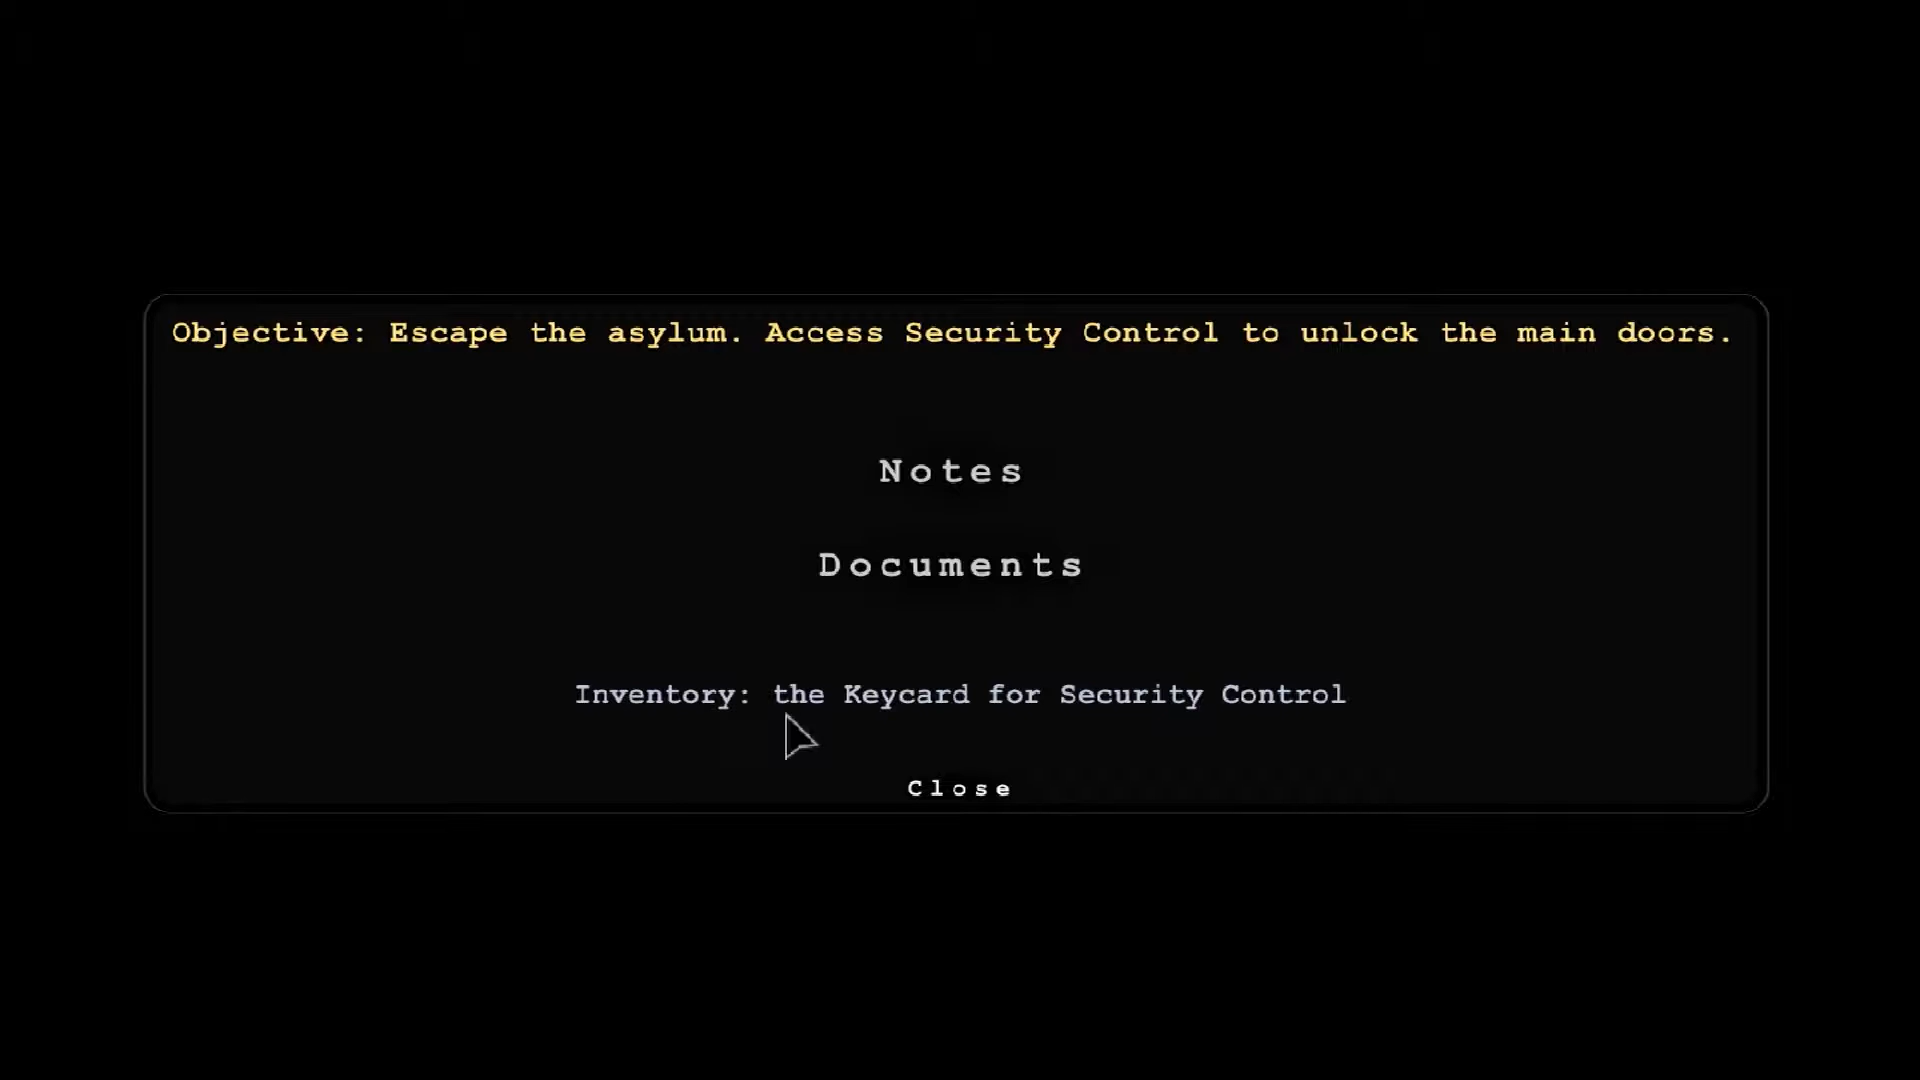 Objective: Escape the asylum. Access Security Control to unlock the main doors.
Notes
Documents
Inventory: the Keycard for Security Control
Close